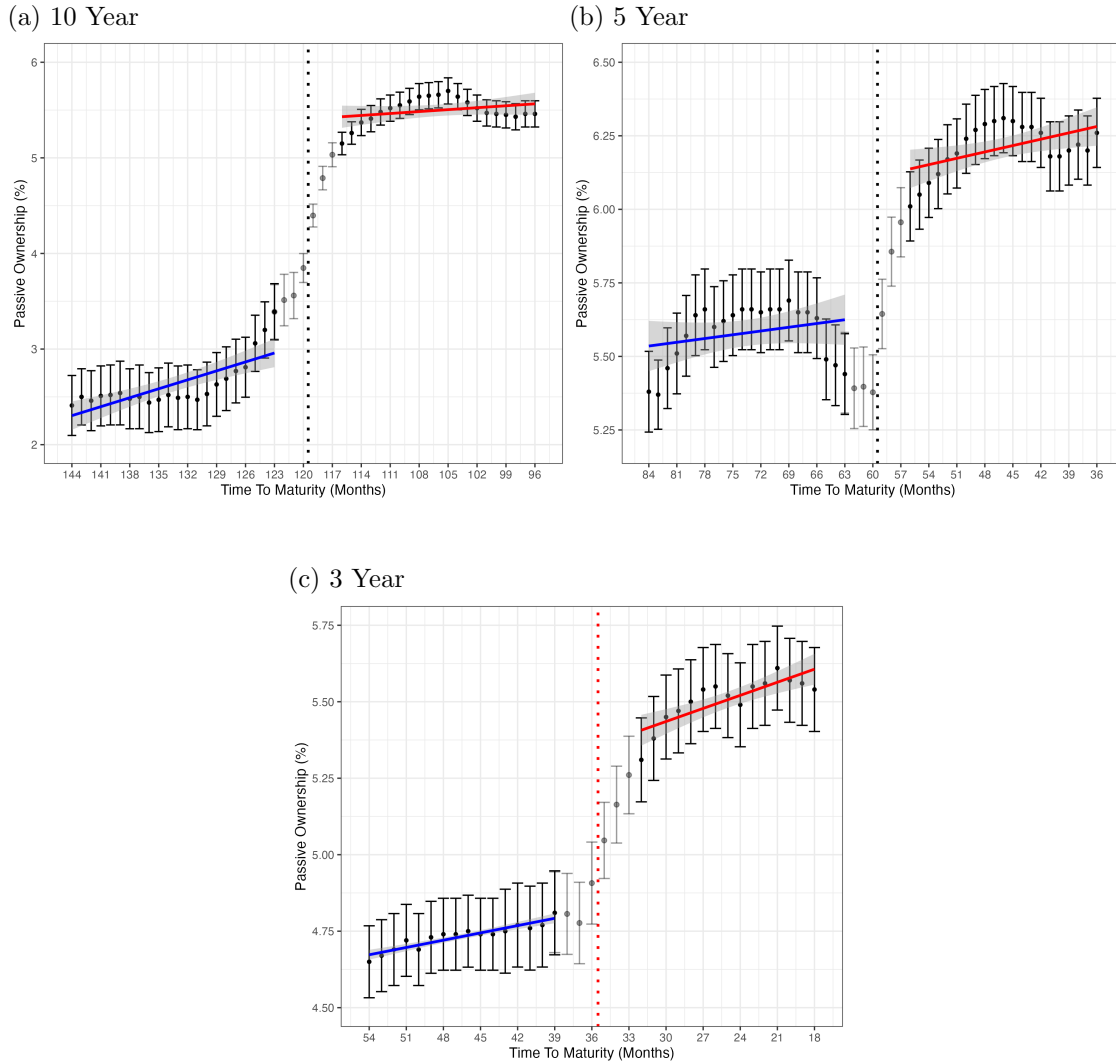 (a) 10 Year
6
5
4
3
2
Passive Ownership (%)
144 141 138 135 132 129 126 123 120 117 114 111 108 105 102 99 96
Time To Maturity (Months)
(b) 5 Year
6.50
6.25
6.00
5.75
5.50
5.25
Passive Ownership (%)
84 81 78 75 72 69 66 63 60 57 54 51 48 45 42 39 36
Time To Maturity (Months)
(c) 3 Year
5.75
5.50
5.25
5.00
4.75
4.50
Passive Ownership (%)
54 51 48 45 42 39 36 33 30 27 24 21 18
Time To Maturity (Months)